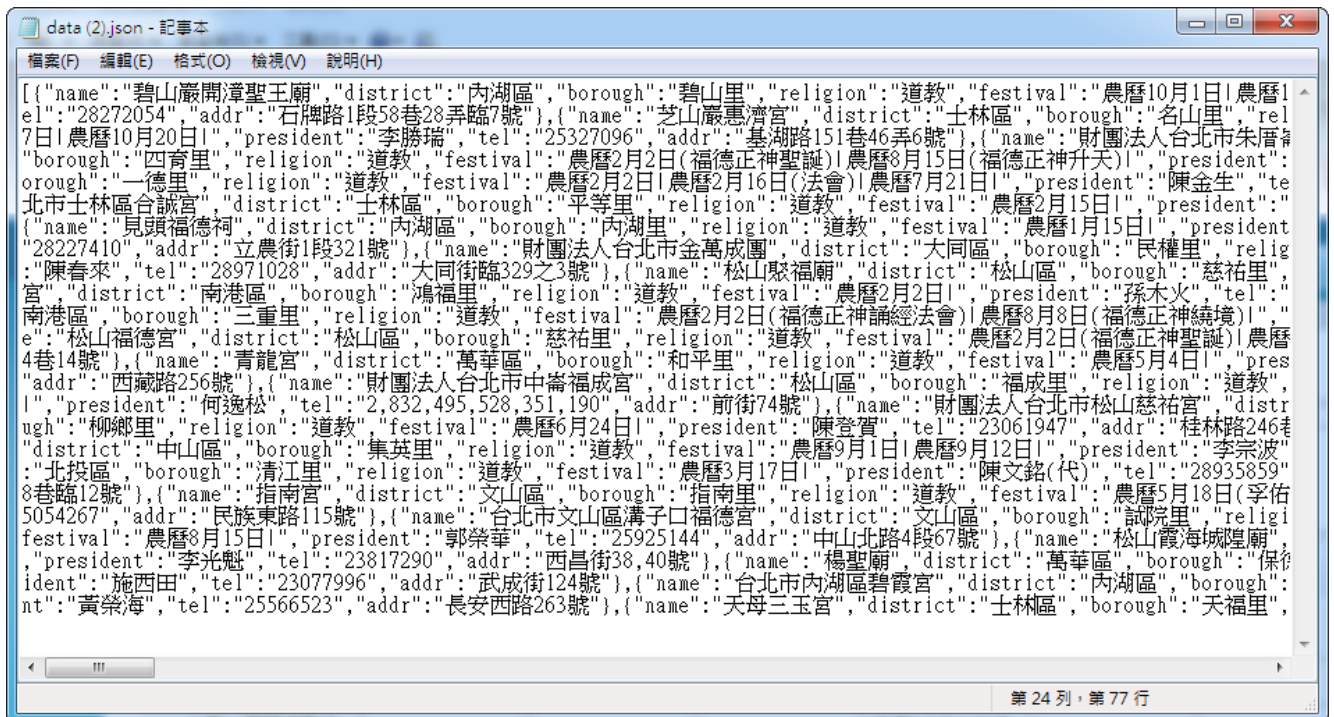 data (2).json - 記事本
檔案(F) 編輯(E) 格式(O) 檢視(V) 說明(H)
[{"name":"碧山巖開漳聖王廟","district":"內湖區","borough":"碧山里","religion":"道教","festival":"農曆10月1日|農曆1
el":"28272054","addr":"石牌路1段58巷28弄臨7號"},{"name":"芝山巖惠濟宮","district":"士林區","borough":"名山里","rel
7日|農曆10月20日|","president":"李勝瑞","tel":"25327096","addr":"基湖路151巷46弄6號"},{"name":"財團法人台北市朱厝
"borough":"四育里","religion":"道教","festival":"農曆2月2日(福德正神聖誕)|農曆8月15日(福德正神升天)|","president":
orough":"一德里","religion":"道教","festival":"農曆2月2日|農曆2月16日(法會)|農曆7月21日|","president":"陳金生","te
北市士林區合誠宮","district":"士林區","borough":"平等里","religion":"道教","festival":"農曆2月15日|","president":"
{"name":"見頭福德祠","district":"內湖區","borough":"內湖里","religion":"道教","festival":"農曆1月15日|","president
"28227410","addr":"立農街1段321號"},{"name":"財團法人台北市金萬成團","district":"大同區","borough":"民權里","relig
:"陳春來","tel":"28971028","addr":"大同街臨329之3號"},{"name":"松山慰福廟","district":"松山區","borough":"慈祐里",
宮","district":"南港區","borough":"鴻福里","religion":"道教","festival":"農曆2月2日|","president":"孫木火","tel":"
南港區","borough":"三重里","religion":"道教","festival":"農曆2月2日(福德正神誦經法會)|農曆8月8日(福德正神繞境)|","
e":"松山福德宮","district":"松山區","borough":"慈祐里","religion":"道教","festival":"農曆2月2日(福德正神聖誕)|農曆
4巷14號"},{"name":"青龍宮","district":"萬華區","borough":"和平里","religion":"道教","festival":"農曆5月4日|","pres
"addr":"西藏路256號"},{"name":"財團法人台北市中崙福成宮","district":"松山區","borough":"福成里","religion":"道教",
|","president":"何逸松","tel":"2,832,495,528,351,190","addr":"前街74號"},{"name":"財團法人台北市松山慈祐宮","distr
ugh":"柳鄉里","religion":"道教","festival":"農曆6月24日|","president":"陳登賀","tel":"23061947","addr":"桂林路246巷
"district":"中山區","borough":"集英里","religion":"道教","festival":"農曆9月1日|農曆9月12日|","president":"李宗波"
:"北投區","borough":"清江里","religion":"道教","festival":"農曆3月17日|","president":"陳文銘(代)","tel":"28935859"
8巷臨12號"},{"name":"指南宮","district":"文山區","borough":"指南里","religion":"道教","festival":"農曆5月18日(孚佑
5054267","addr":"民族東路115號"},{"name":"台北市文山區溝子口福德宮","district":"文山區","borough":"試院里","religi
festival":"農曆8月15日|","president":"郭榮華","tel":"25925144","addr":"中山北路4段67號"},{"name":"松山霞海城隍廟",
,"president":"李光魁","tel":"23817290","addr":"西昌街38,40號"},{"name":"楊聖廟","district":"萬華區","borough":"保
ident":"施西田","tel":"23077996","addr":"武成街124號"},{"name":"台北市內湖區碧霞宮","district":"內湖區","borough":
nt":"黃榮海","tel":"25566523","addr":"長安西路263號"},{"name":"天母三玉宮","district":"士林區","borough":"天福里",
第 24 列，第 77 行